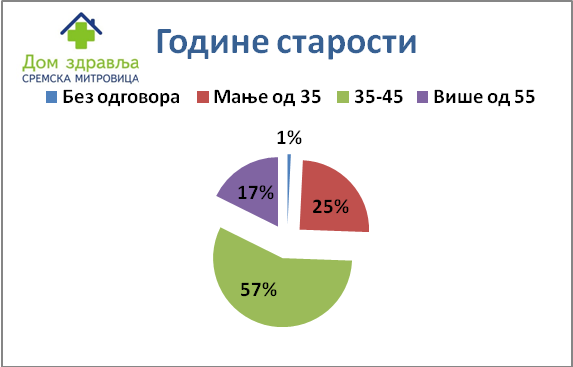 Дом здравља
СРЕМСКА МИТРОВИЦА
Године старости
Без одговора Мање од 35 35-45 Више од 55
1%
17%
25%
57%